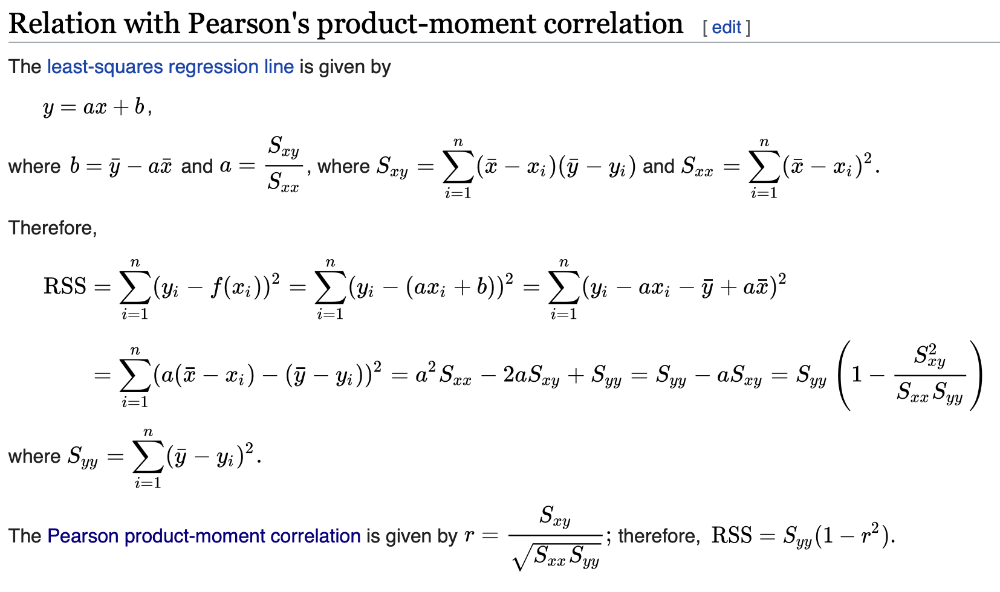 Relation with Pearson's product-moment correlation [ edit ]
The least-squares regression line is given by
$y = ax + b,$
where $b = \bar{y} - a\bar{x}$ and $a = \frac{S_{xy}}{S_{xx}}$, where $S_{xy} = \sum_{i=1}^{n} (\bar{x} - x_i)(\bar{y} - y_i)$ and $S_{xx} = \sum_{i=1}^{n} (\bar{x} - x_i)^2.$
Therefore,
$\mathrm{RSS} = \sum_{i=1}^{n} (y_i - f(x_i))^2 = \sum_{i=1}^{n} (y_i - (ax_i + b))^2 = \sum_{i=1}^{n} (y_i - ax_i - \bar{y} + a\bar{x})^2$
$= \sum_{i=1}^{n} (a(\bar{x} - x_i) - (\bar{y} - y_i))^2 = a^2 S_{xx} - 2aS_{xy} + S_{yy} = S_{yy} - aS_{xy} = S_{yy} \left( 1 - \frac{S_{xy}^2}{S_{xx} S_{yy}} \right)$
where $S_{yy} = \sum_{i=1}^{n} (\bar{y} - y_i)^2.$
The Pearson product-moment correlation is given by $r = \frac{S_{xy}}{\sqrt{S_{xx} S_{yy}}}$; therefore, $\mathrm{RSS} = S_{yy}(1 - r^2).$